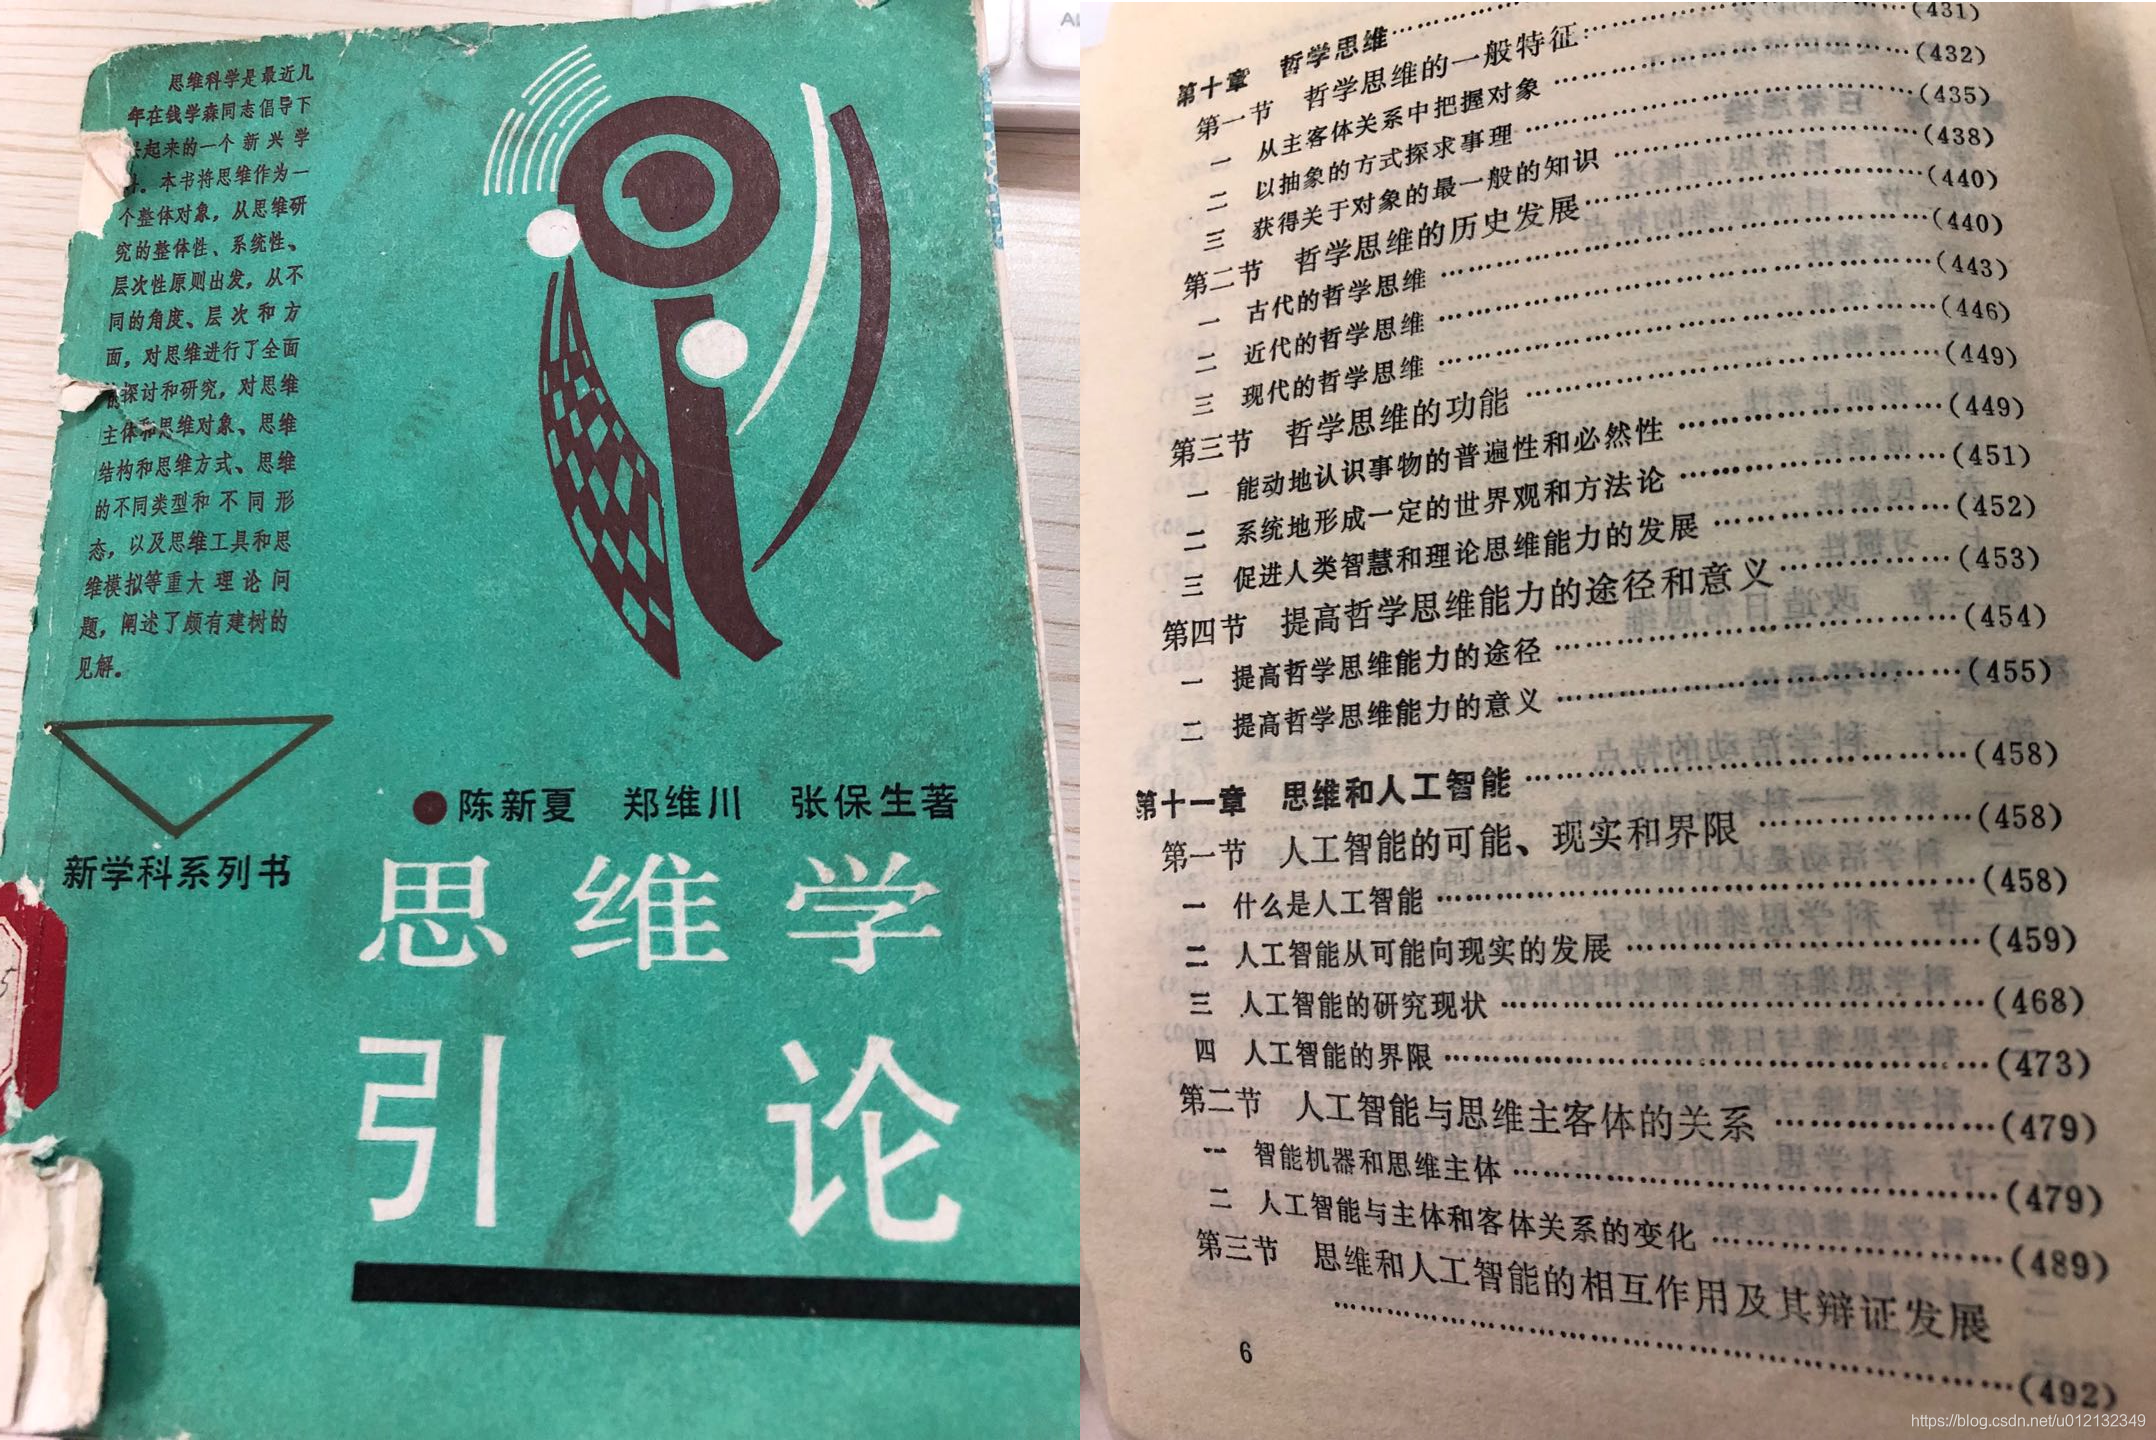 思维科学是最近几
年在钱学森同志倡导下
起来的一个新兴学
。本书将思维作为一
个整体对象，从思维研
究的整体性、系统性、
层次性原则出发，从不
同的角度、层次和方
面，对思维进行了全面
的探讨和研究，对思维
主体和思维对象、思维
结构和思维方式、思维
的不同类型和不同形
态，以及思维工具和思
维模拟等重大理论问
题，阐述了颇有建树的
见解。
新学科系列书
●陈新夏 郑维川 张保生著
思维学
引论
5
第十章 哲学思维……
第一节 哲学思维的一般特征……(431)
一 从主客体关系中把握对象……(432)
二 以抽象的方式探求事理……(435)
三 获得关于对象的最一般的知识……(438)
第二节 哲学思维的历史发展……(440)
一 古代的哲学思维……(440)
二 近代的哲学思维……(443)
三 现代的哲学思维……(446)
第三节 哲学思维的功能……(449)
一 能动地认识事物的普遍性和必然性……(449)
二 系统地形成一定的世界观和方法论……(451)
三 促进人类智慧和理论思维能力的发展……(452)
第四节 提高哲学思维能力的途径和意义……(453)
一 提高哲学思维能力的途径……(454)
二 提高哲学思维能力的意义……(455)
第十一章 思维和人工智能……(458)
第一节 人工智能的可能、现实和界限……(458)
一 什么是人工智能……(458)
二 人工智能从可能向现实的发展……(459)
三 人工智能的研究现状……(468)
四 人工智能的界限……(473)
第二节 人工智能与思维主客体的关系……(479)
一 智能机器和思维主体……(479)
二 人工智能与主体和客体关系的变化……(489)
第三节 思维和人工智能的相互作用及其辩证发展
……(492)
6
https://blog.csdn.net/u012132349